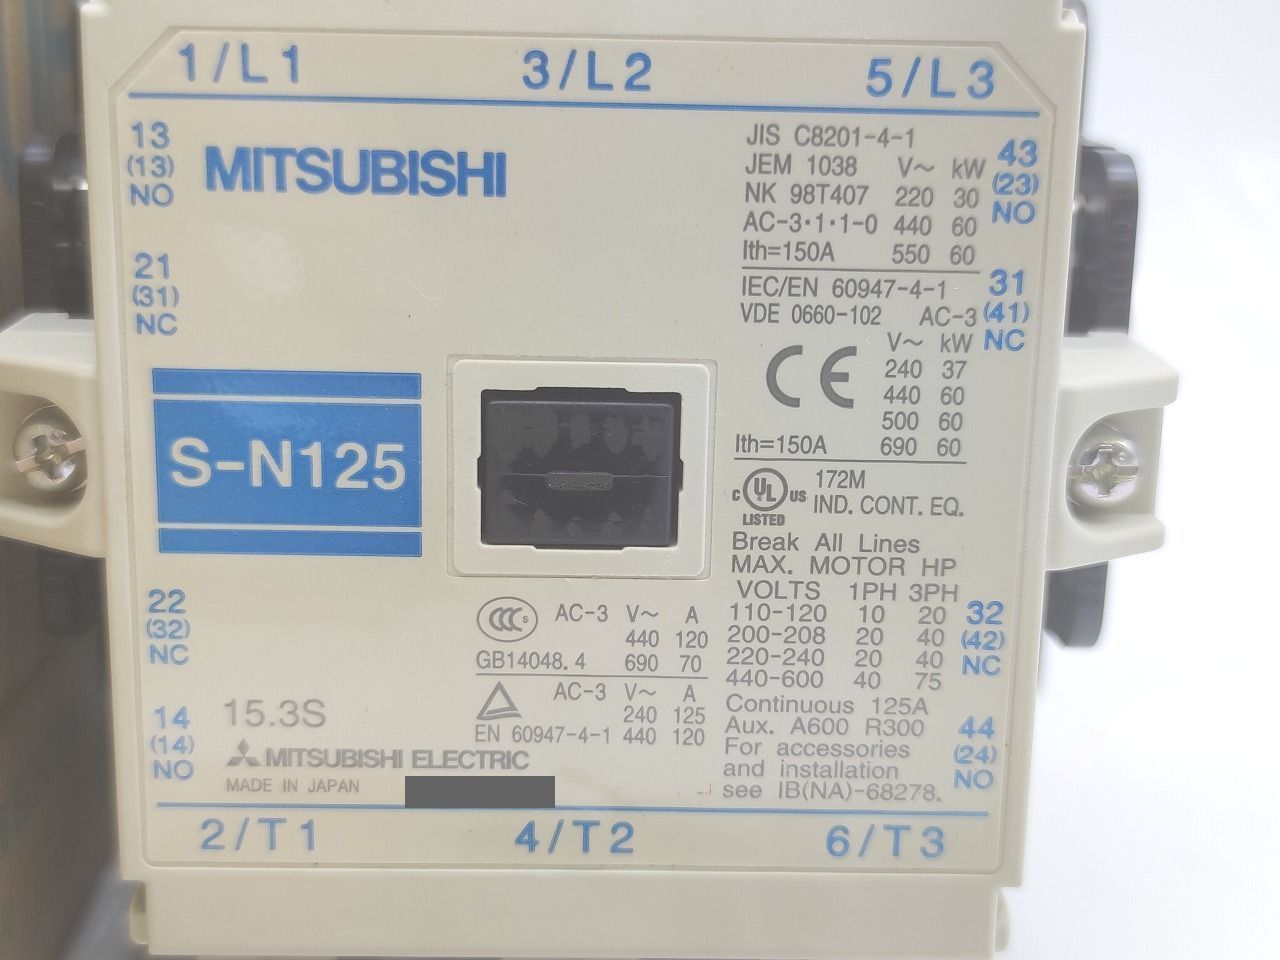 1/L1 3/L2 5/L3
13
(13)
NO
21
(31)
NC
MITSUBISHI
S-N125
22
(32)
NC
14
(14)
NO
15.3S
MITSUBISHI ELECTRIC
MADE IN JAPAN
CCC S AC-3 V~ A
440 120
GB14048.4 690 70
AC-3 V~ A
240 125
EN 60947-4-1 440 120
JIS C8201-4-1
JEM 1038 V~ kW
NK 98T407 220 30
AC-3·1·1-0 440 60
Ith=150A 550 60
IEC/EN 60947-4-1
VDE 0660-102 AC-3
V~ kW
CE 240 37
440 60
500 60
Ith=150A 690 60
C UL US 172M
LISTED IND. CONT. EQ.
Break All Lines
MAX. MOTOR HP
VOLTS 1PH 3PH
110-120 10 20
200-208 20 40
220-240 20 40
440-600 40 75
Continuous 125A
Aux. A600 R300
For accessories
and installation
see IB(NA)-68278.
43
(23)
NO
31
(41)
NC
32
(42)
NC
44
(24)
NO
2/T1 4/T2 6/T3